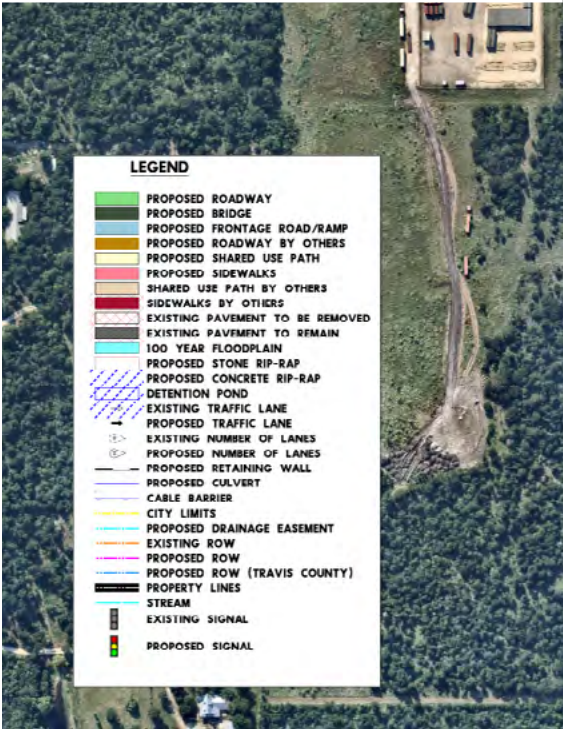 LEGEND
PROPOSED ROADWAY
PROPOSED BRIDGE
PROPOSED FRONTAGE ROAD/RAMP
PROPOSED ROADWAY BY OTHERS
PROPOSED SHARED USE PATH
PROPOSED SIDEWALKS
SHARED USE PATH BY OTHERS
SIDEWALKS BY OTHERS
EXISTING PAVEMENT TO BE REMOVED
EXISTING PAVEMENT TO REMAIN
100 YEAR FLOODPLAIN
PROPOSED STONE RIP-RAP
PROPOSED CONCRETE RIP-RAP
DETENTION POND
EXISTING TRAFFIC LANE
PROPOSED TRAFFIC LANE
EXISTING NUMBER OF LANES
PROPOSED NUMBER OF LANES
PROPOSED RETAINING WALL
PROPOSED CULVERT
CABLE BARRIER
CITY LIMITS
PROPOSED DRAINAGE EASEMENT
EXISTING ROW
PROPOSED ROW
PROPOSED ROW (TRAVIS COUNTY)
PROPERTY LINES
STREAM
EXISTING SIGNAL
PROPOSED SIGNAL